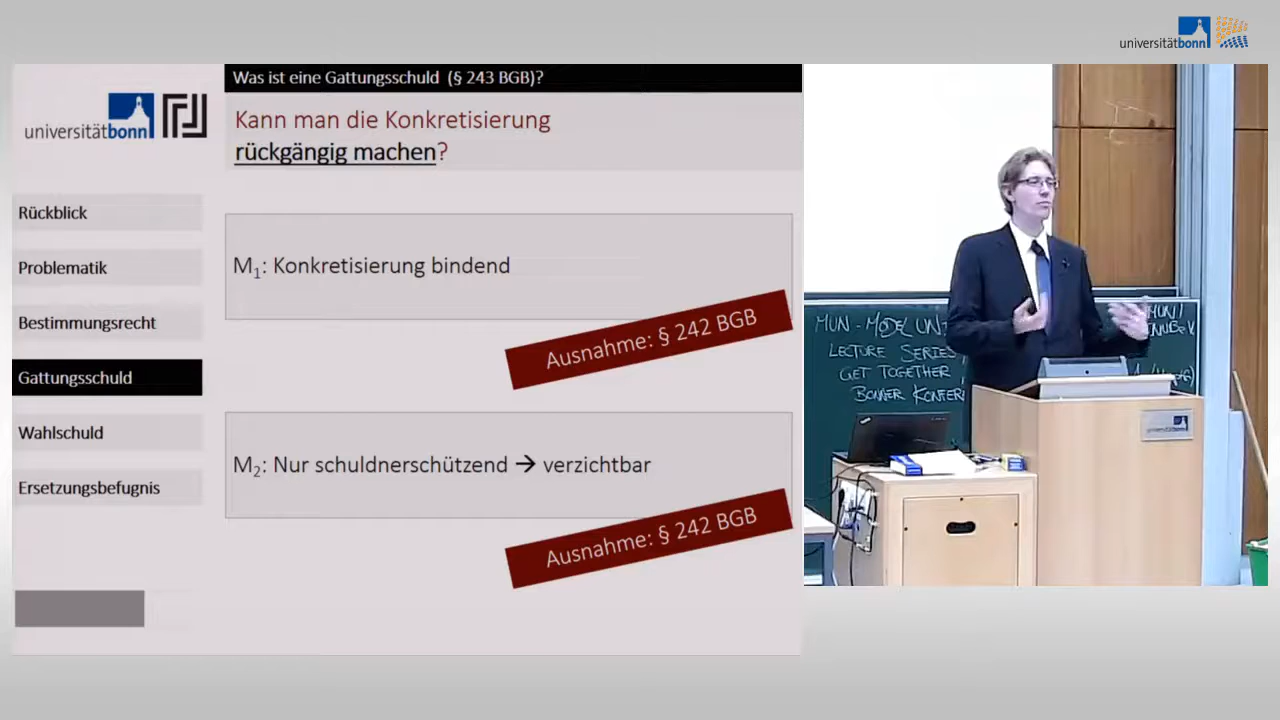 universitätbonn
Was ist eine Gattungsschuld (§ 243 BGB)?
universitätbonn
Kann man die Konkretisierung
rückgängig machen?
Rückblick
Problematik
Bestimmungsrecht
Gattungsschuld
Wahlschuld
Ersetzungsbefugnis
M1: Konkretisierung bindend
Ausnahme: § 242 BGB
M2: Nur schuldnerschützend → verzichtbar
Ausnahme: § 242 BGB
MUN - MODEL UN
LECTURE SERIES
GET TOGETHER
BONNER KONFER
universitätbonn